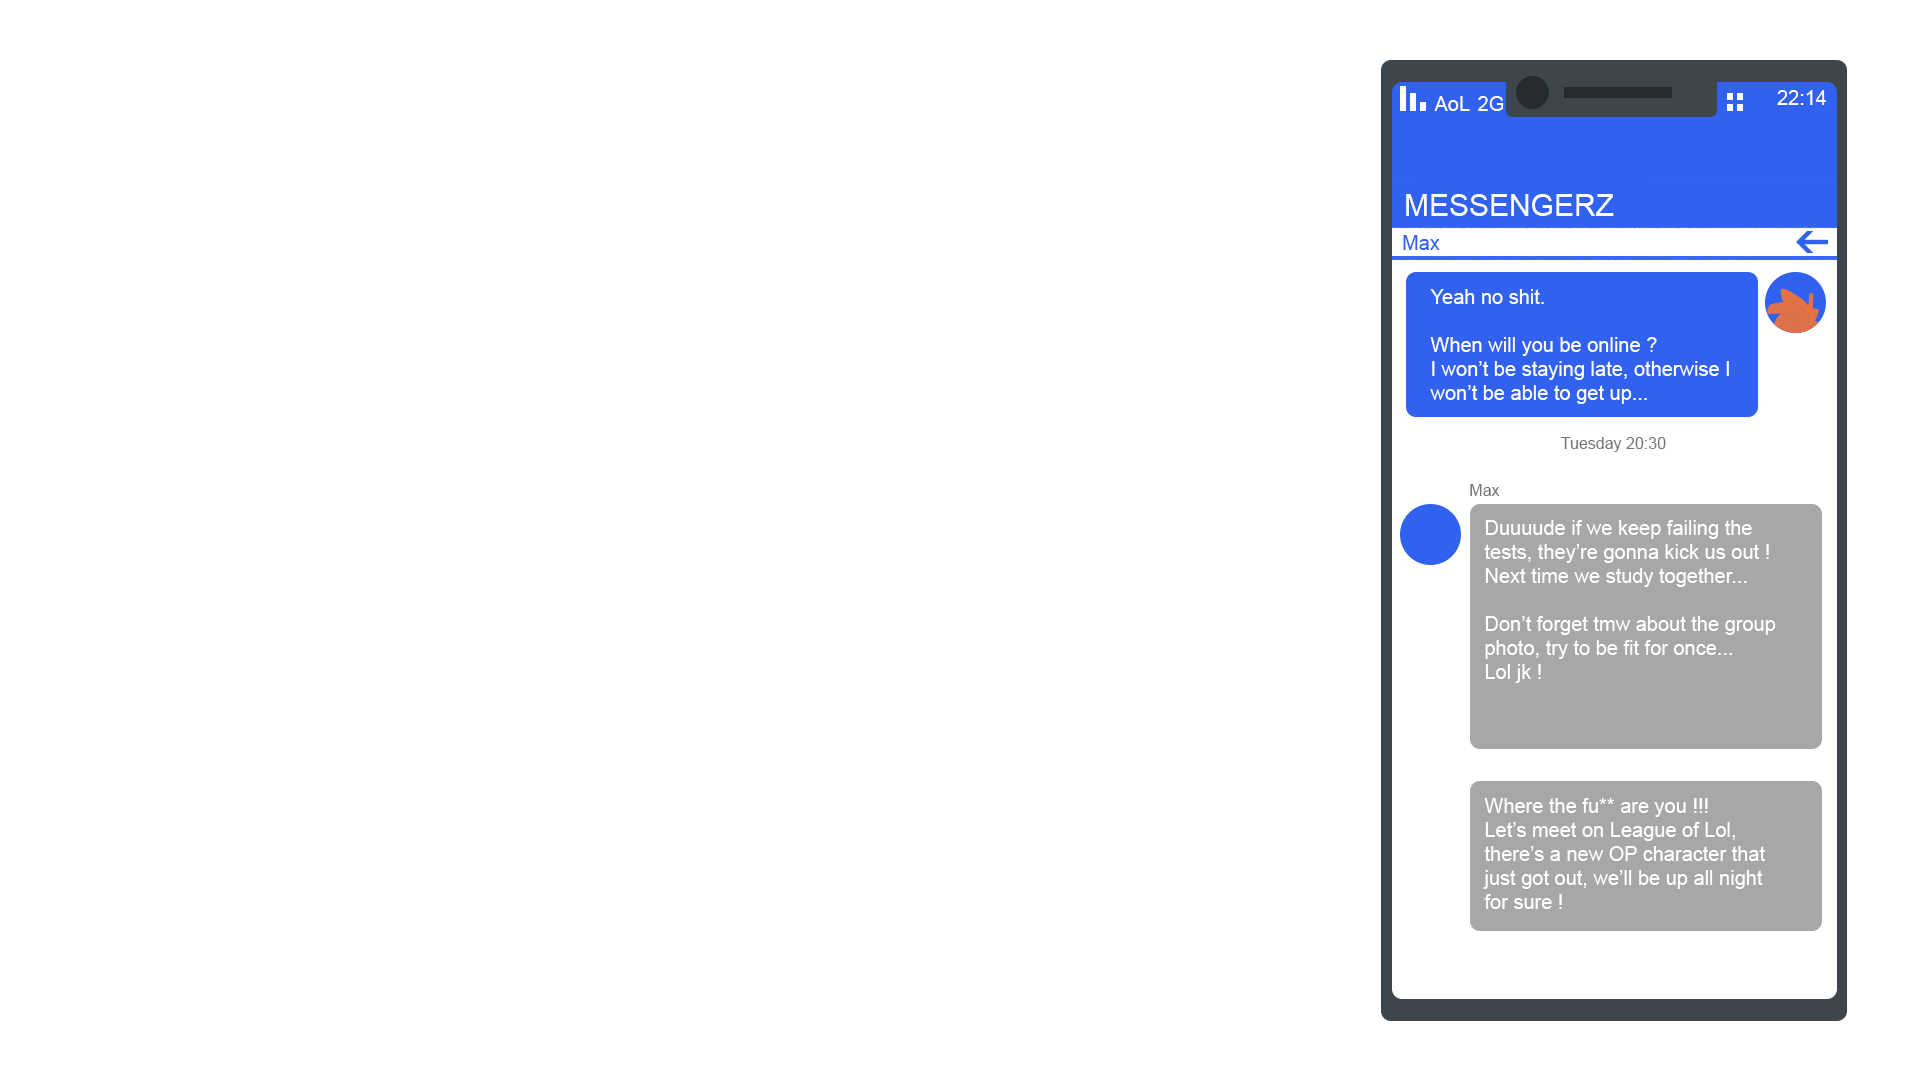 AoL 2G
22:14
MESSENGERZ
Max
Yeah no shit.
When will you be online ?
I won’t be staying late, otherwise I
won’t be able to get up...
Tuesday 20:30
Max
Duuuude if we keep failing the
tests, they’re gonna kick us out !
Next time we study together...
Don’t forget tmw about the group
photo, try to be fit for once...
Lol jk !
Where the fu** are you !!!
Let’s meet on League of Lol,
there’s a new OP character that
just got out, we’ll be up all night
for sure !